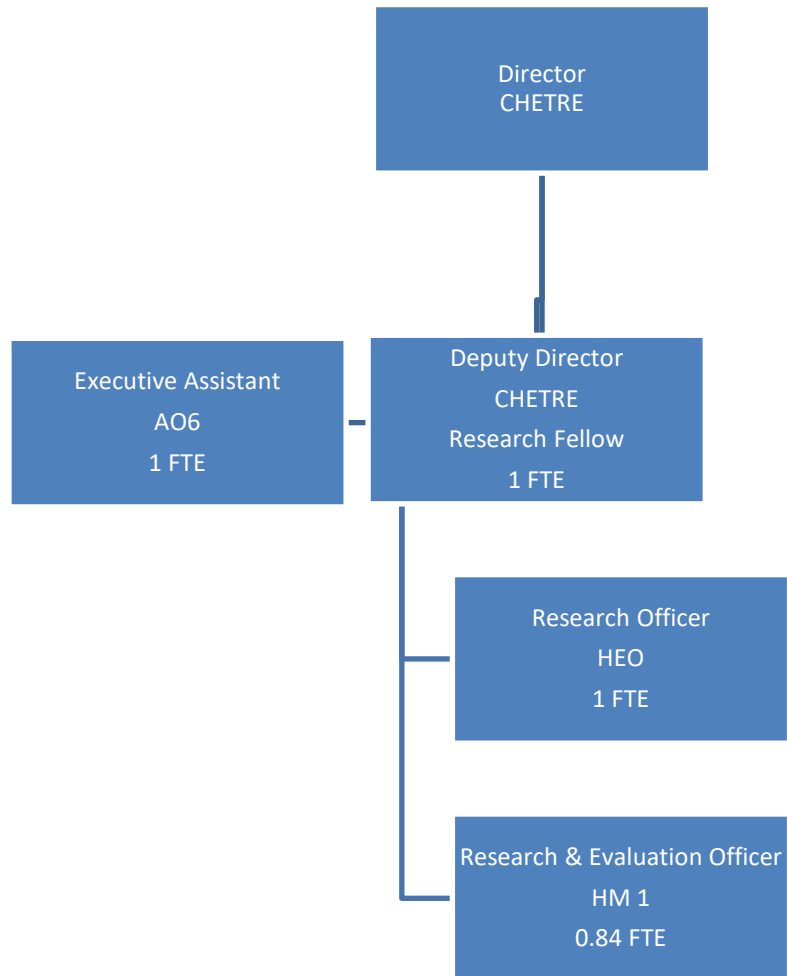 Director
CHETRE
Executive Assistant
AO6
1 FTE
Deputy Director
CHETRE
Research Fellow
1 FTE
Research Officer
HEO
1 FTE
Research & Evaluation Officer
HM 1
0.84 FTE